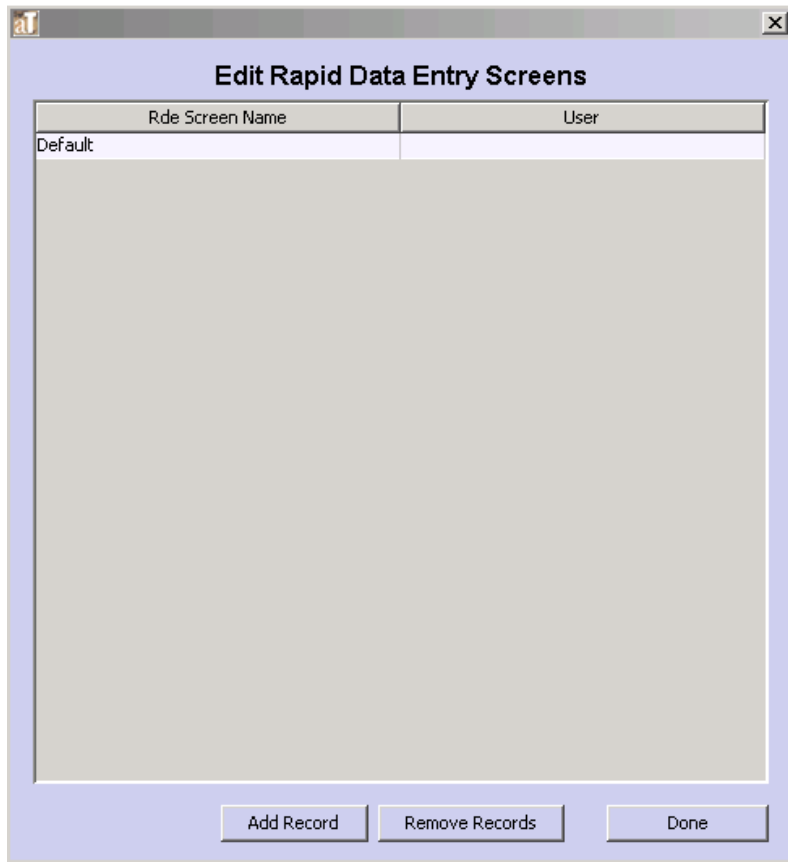 aT
Edit Rapid Data Entry Screens
Rde Screen Name User
Default
Add Record Remove Records Done